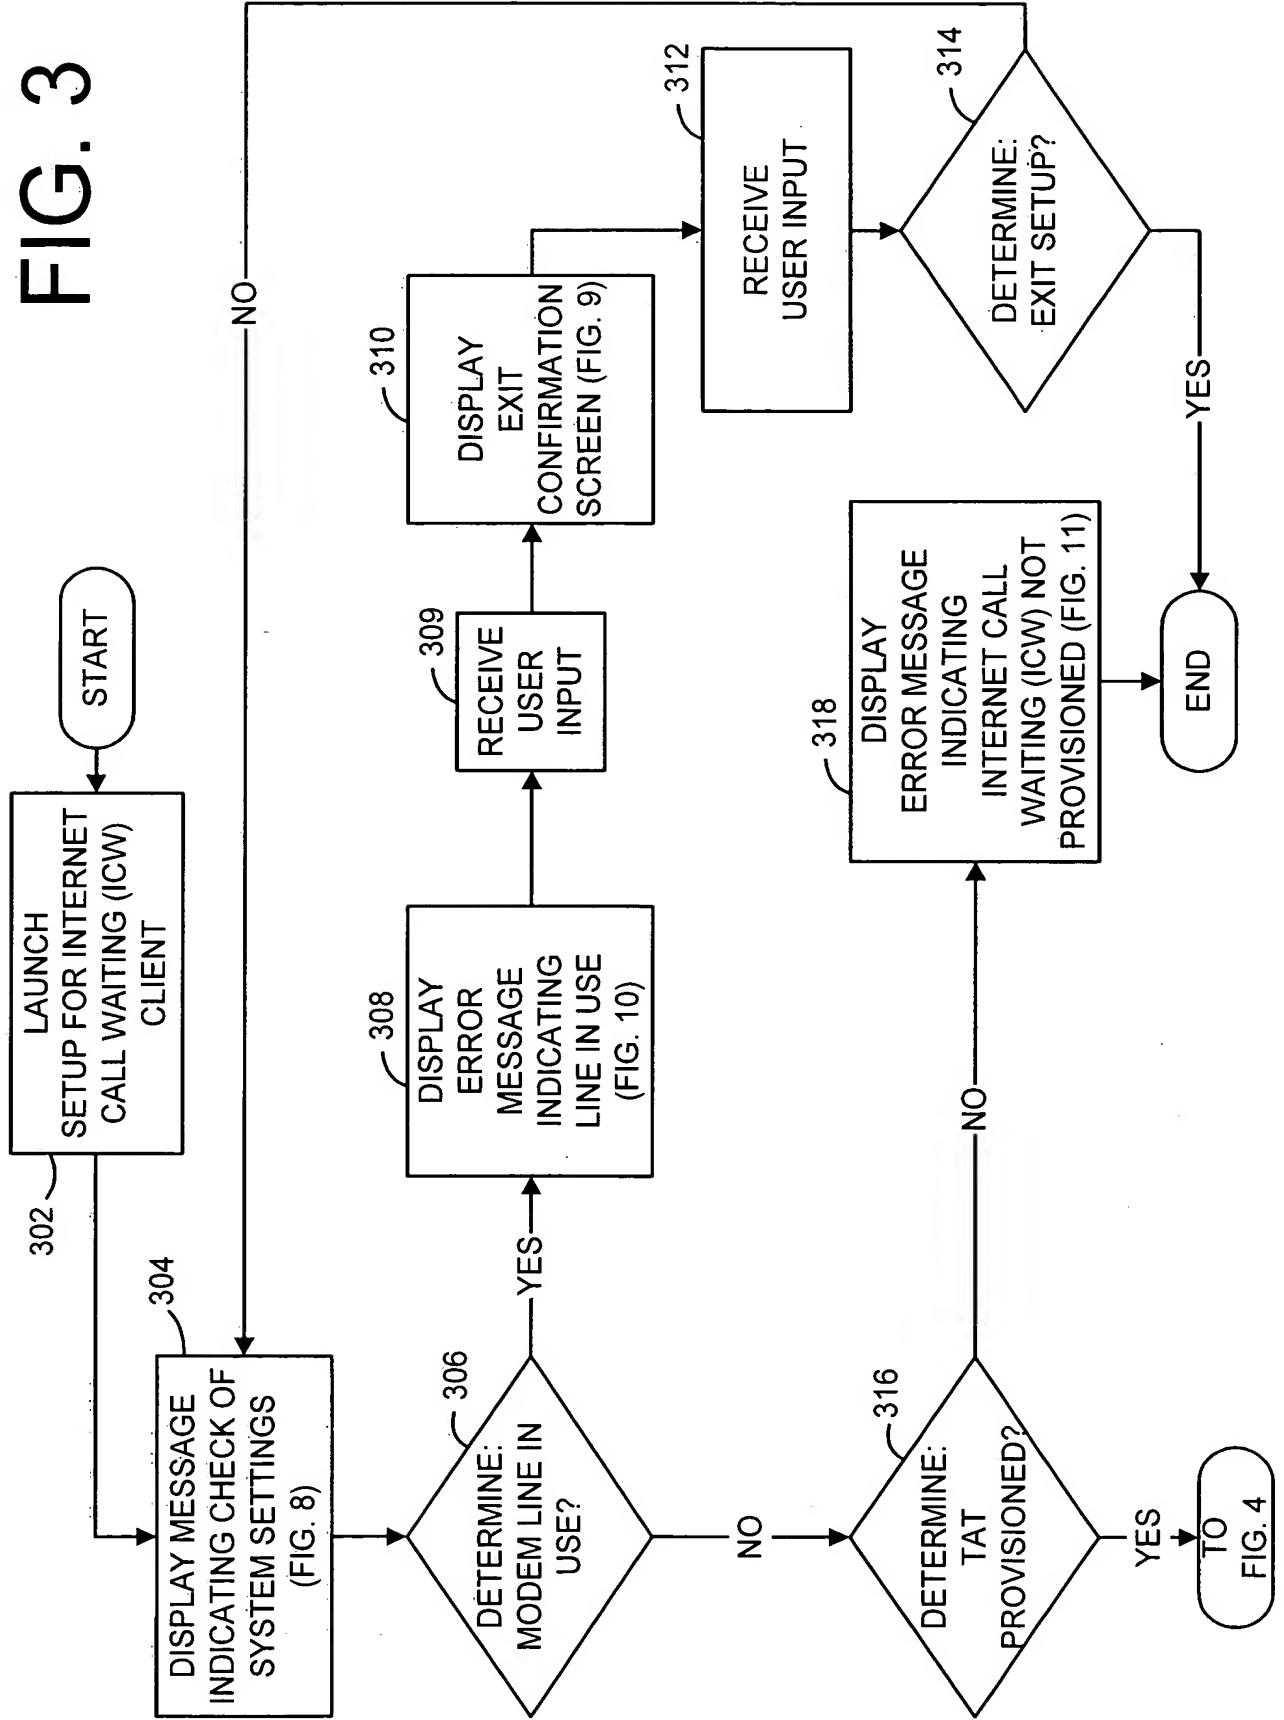 FIG. 3
START
302
LAUNCH
SETUP FOR INTERNET
CALL WAITING (ICW)
CLIENT
304
DISPLAY MESSAGE
INDICATING CHECK OF
SYSTEM SETTINGS
(FIG. 8)
306
DETERMINE:
MODEM LINE IN
USE?
YES
308
DISPLAY
ERROR
MESSAGE
INDICATING
LINE IN USE
(FIG. 10)
309
RECEIVE
USER
INPUT
310
DISPLAY
EXIT
CONFIRMATION
SCREEN (FIG. 9)
312
RECEIVE
USER INPUT
314
DETERMINE:
EXIT SETUP?
NO
YES
NO
316
DETERMINE:
TAT
PROVISIONED?
NO
318
DISPLAY
ERROR MESSAGE
INDICATING
INTERNET CALL
WAITING (ICW) NOT
PROVISIONED (FIG. 11)
END
YES
TO
FIG. 4